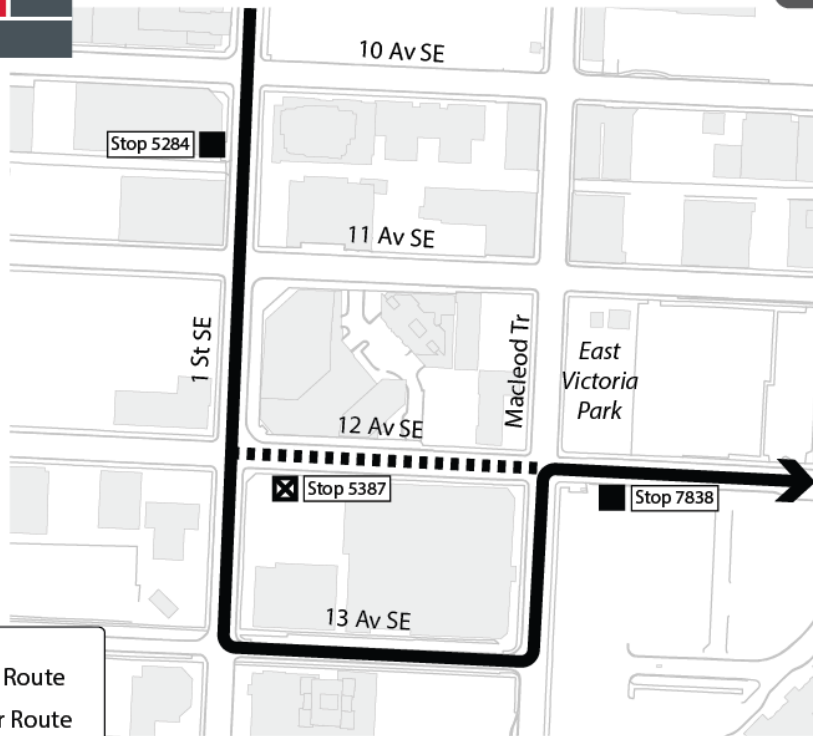 10 Av SE
Stop 5284
11 Av SE
1 St SE
Macleod Tr
East
Victoria
Park
12 Av SE
Stop 5387
Stop 7838
13 Av SE
Route
Route